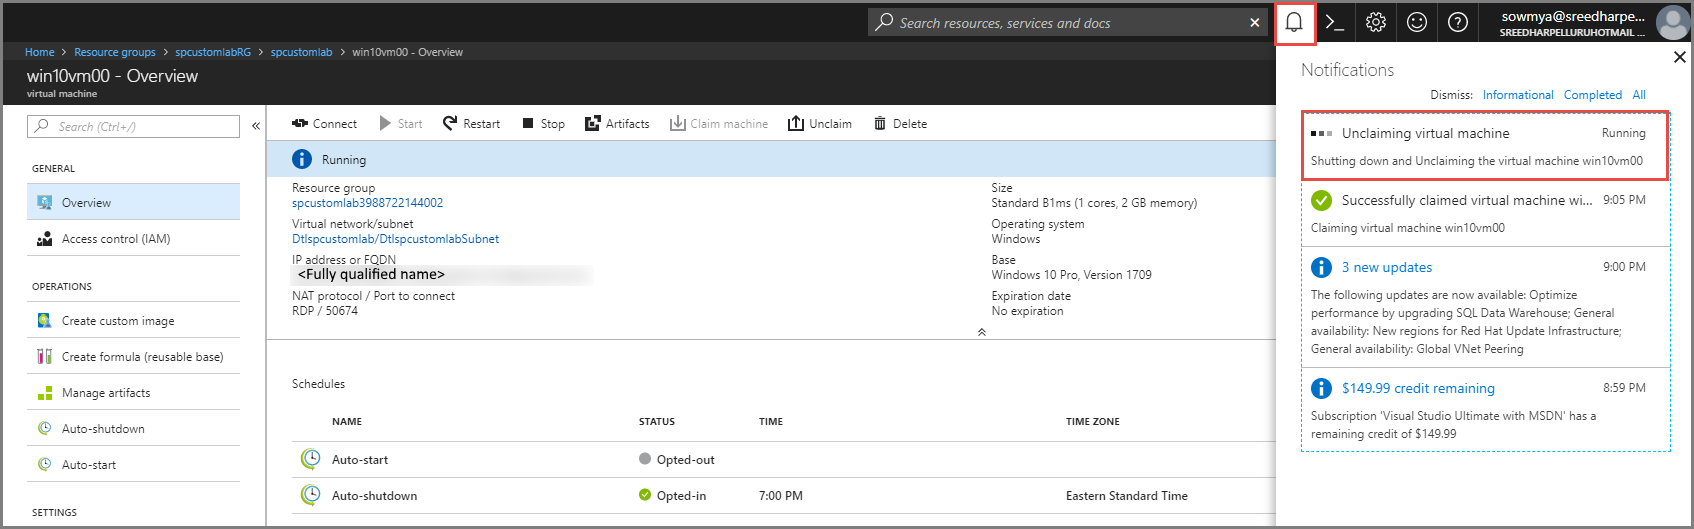 Search resources, services and docs
sowmya@sreedharpe...
SREEDHARPELLURUHOTMAIL ...
Home > Resource groups > spcustomlabRG > spcustomlab > win10vm00 - Overview
win10vm00 - Overview
virtual machine
Search (Ctrl+/)
GENERAL
Overview
Access control (IAM)
OPERATIONS
Create custom image
Create formula (reusable base)
Manage artifacts
Auto-shutdown
Auto-start
SETTINGS
Connect Start Restart Stop Artifacts Claim machine Unclaim Delete
Running
Resource group
spcustomlab3988722144002
Virtual network/subnet
Dtlspcustomlab/DtlspcustomlabSubnet
IP address or FQDN
<Fully qualified name>
NAT protocol / Port to connect
RDP / 50674
Size
Standard B1ms (1 cores, 2 GB memory)
Operating system
Windows
Base
Windows 10 Pro, Version 1709
Expiration date
No expiration
Schedules
NAME STATUS TIME TIME ZONE
Auto-start Opted-out
Auto-shutdown Opted-in 7:00 PM Eastern Standard Time
Notifications
Dismiss: Informational Completed All
Unclaiming virtual machine Running
Shutting down and Unclaiming the virtual machine win10vm00
Successfully claimed virtual machine wi... 9:05 PM
Claiming virtual machine win10vm00
3 new updates 9:00 PM
The following updates are now available: Optimize
performance by upgrading SQL Data Warehouse; General
availability: New regions for Red Hat Update Infrastructure;
General availability: Global VNet Peering
$149.99 credit remaining 8:59 PM
Subscription 'Visual Studio Ultimate with MSDN' has a
remaining credit of $149.99